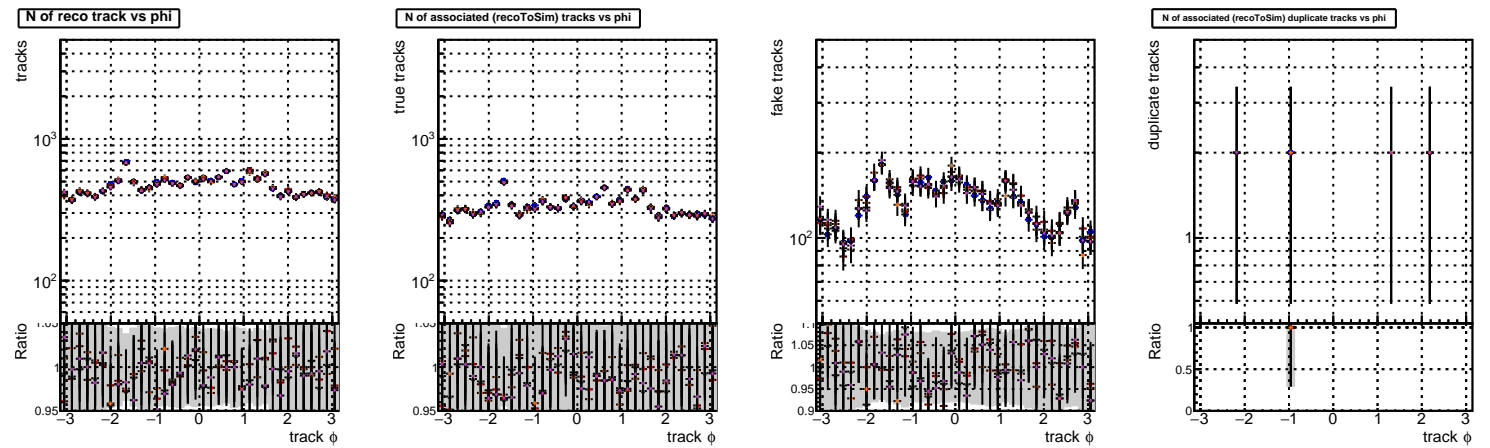 N of reco track vs phi
tracks
10³
10²
Ratio
1
0.95
−3 −2 −1 0 1 2 3
track ϕ
N of associated (recoToSim) tracks vs phi
true tracks
10³
10²
Ratio
1
0.95
−3 −2 −1 0 1 2 3
track ϕ
fake tracks
10²
Ratio
1.1
1.05
1
0.95
0.9
−3 −2 −1 0 1 2 3
track ϕ
N of associated (recoToSim) duplicate tracks vs phi
duplicate tracks
1
Ratio
1
0.5
0
−3 −2 −1 0 1 2 3
track ϕ